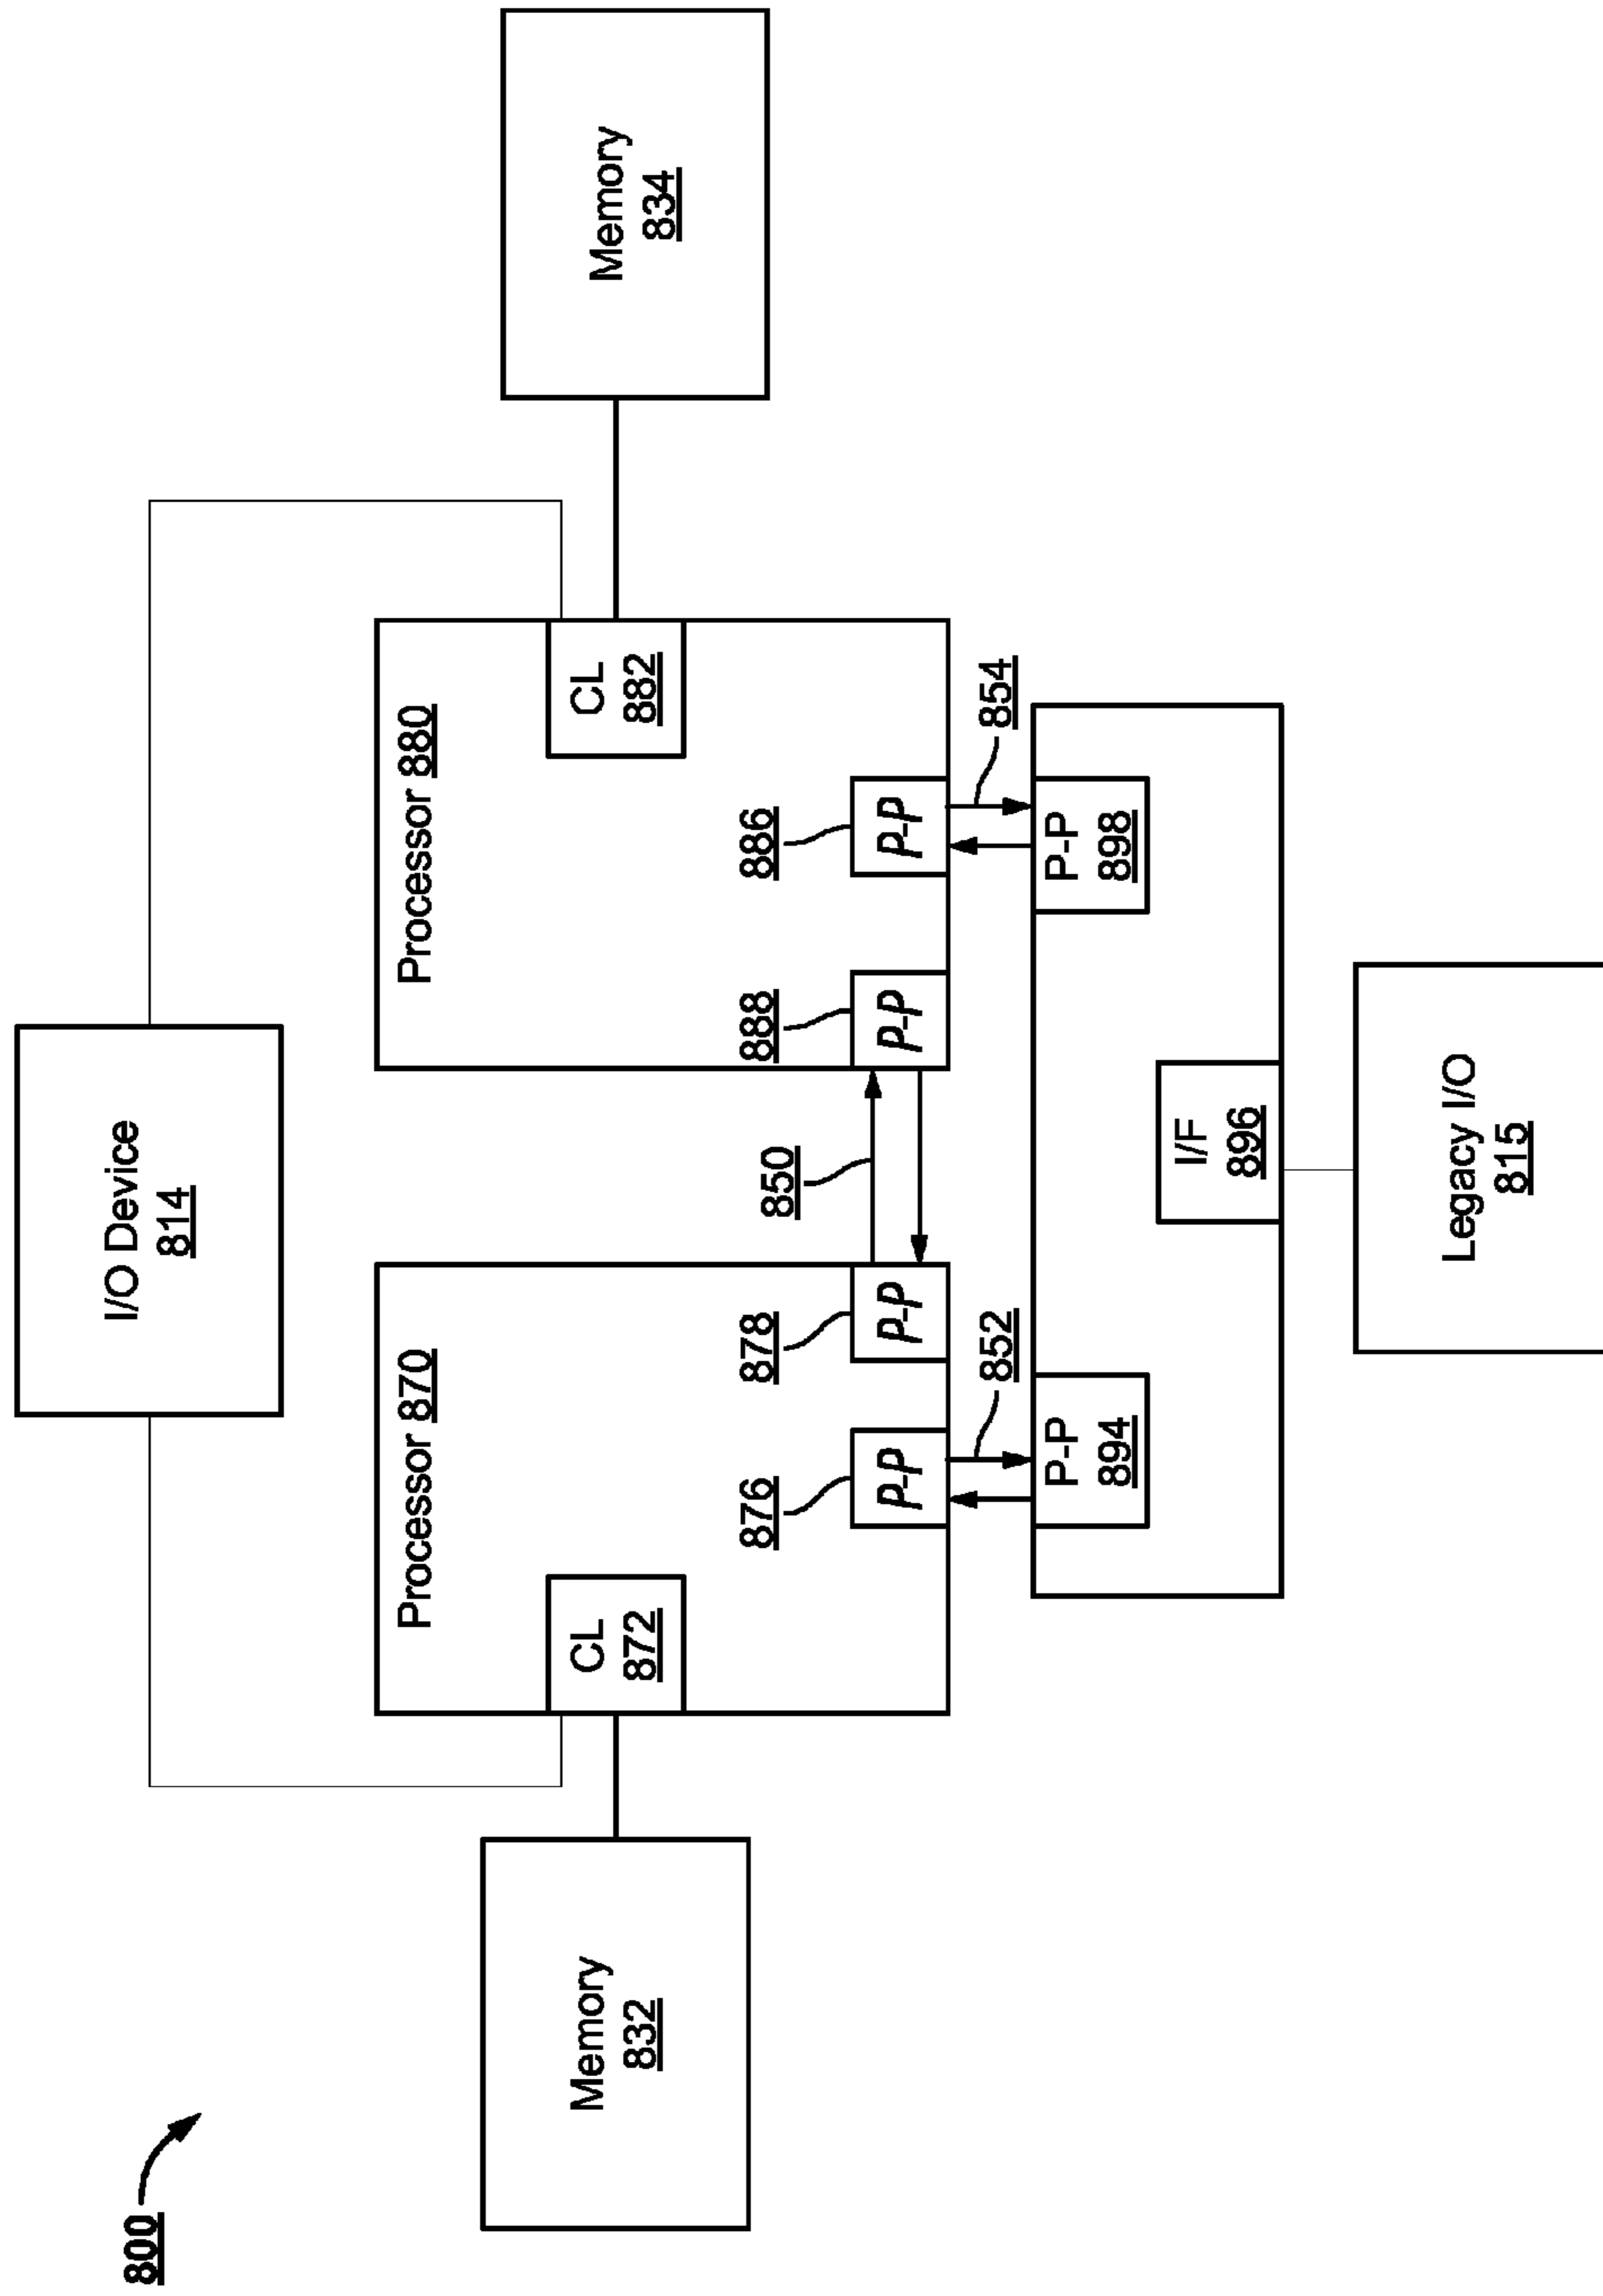 800
I/O Device
814
Memory
832
Processor 870
CL
872
876
P-P
878
P-P
850
Processor 880
CL
882
888
P-P
886
P-P
Memory
834
852
854
P-P
894
P-P
898
I/F
896
Legacy I/O
815